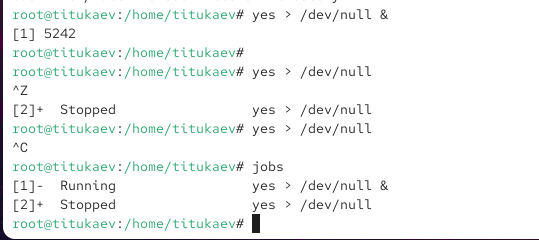 root@titukaev:/home/titukaev# yes > /dev/null &
[1] 5242
root@titukaev:/home/titukaev#
root@titukaev:/home/titukaev# yes > /dev/null
^Z
[2]+  Stopped                 yes > /dev/null
root@titukaev:/home/titukaev# yes > /dev/null
^C
root@titukaev:/home/titukaev# jobs
[1]-  Running                 yes > /dev/null &
[2]+  Stopped                 yes > /dev/null
root@titukaev:/home/titukaev#